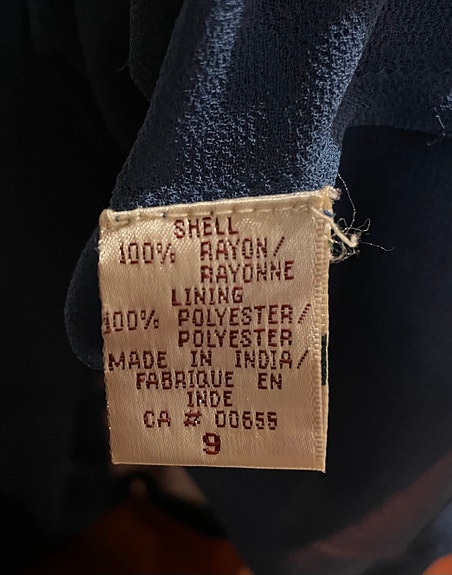 SHELL
100% RAYON/
RAYONNE
LINING
100% POLYESTER/
POLYESTER
MADE IN INDIA/
FABRIQUE EN
INDE
CA # 00655
9